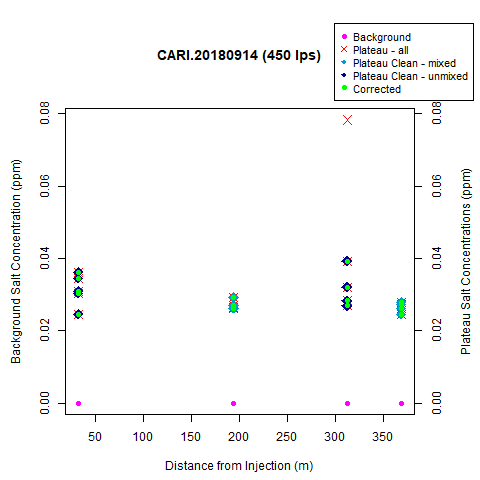 CARI.20180914 (450 lps)
Background
Plateau - all
Plateau Clean - mixed
Plateau Clean - unmixed
Corrected
Background Salt Concentration (ppm)
0.08
0.06
0.04
0.02
0.00
Plateau Salt Concentrations (ppm)
0.08
0.06
0.04
0.02
0.00
50 100 150 200 250 300 350
Distance from Injection (m)